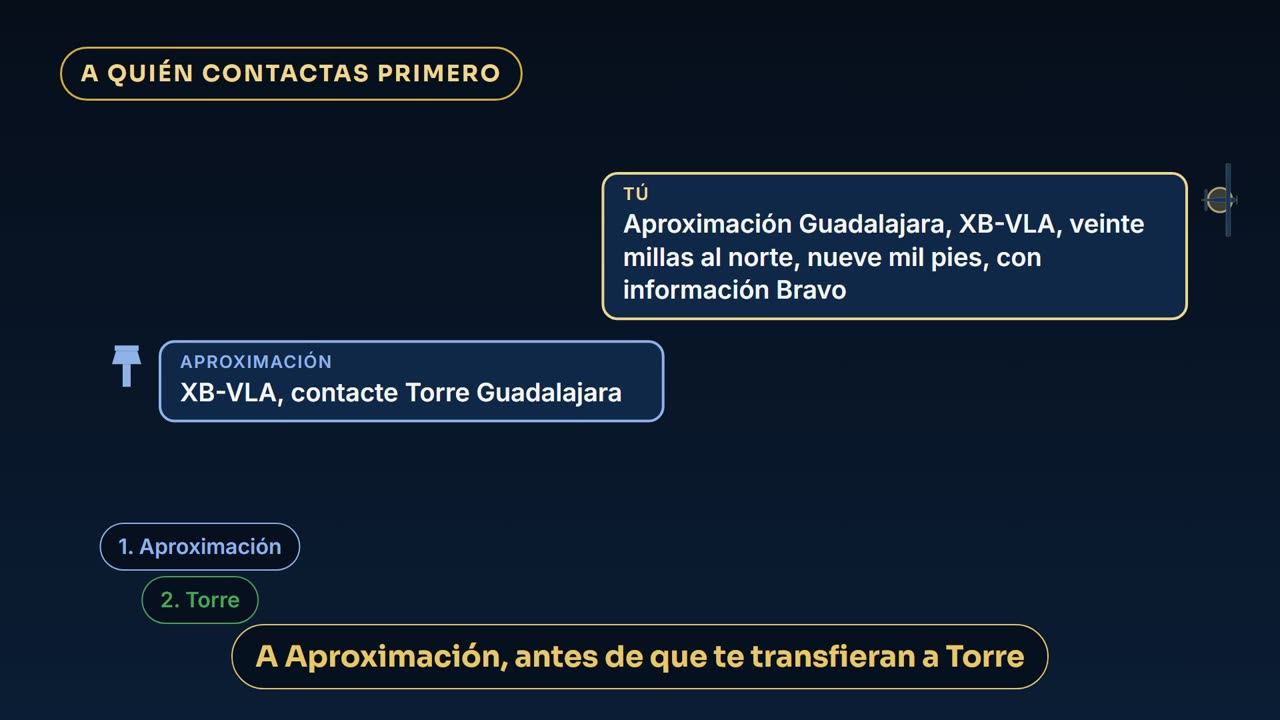 A QUIÉN CONTACTAS PRIMERO
TÚ
Aproximación Guadalajara, XB-VLA, veinte
millas al norte, nueve mil pies, con
información Bravo
APROXIMACIÓN
XB-VLA, contacte Torre Guadalajara
1. Aproximación
2. Torre
A Aproximación, antes de que te transfieran a Torre